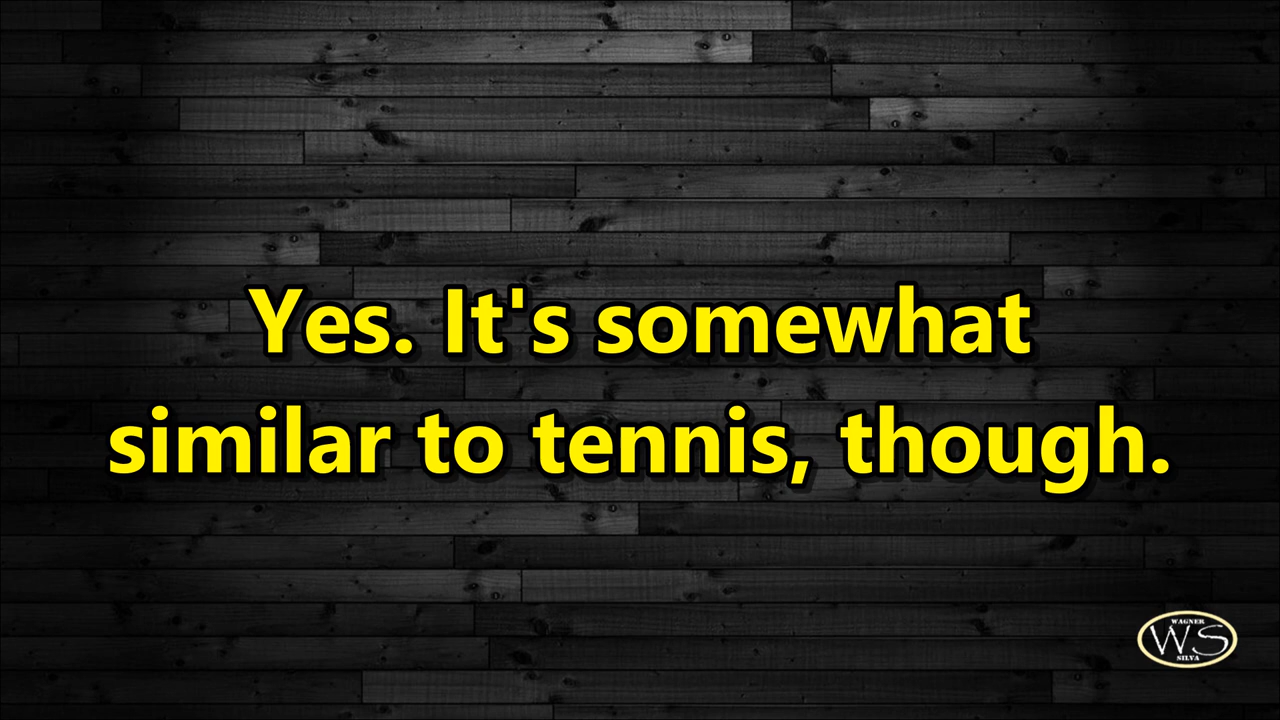 Yes. It's somewhat
similar to tennis, though.
WAGNER
WS
SILVA